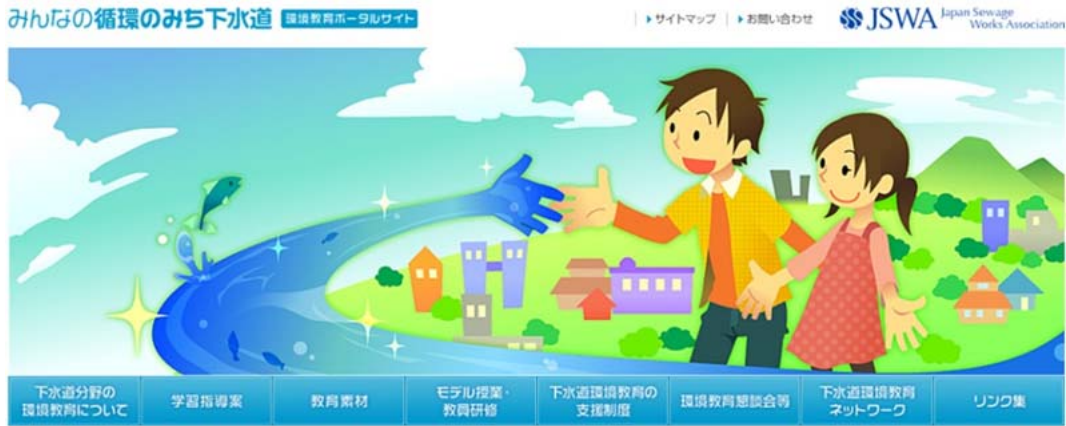 みんなの循環のみち下水道 環境教育ポータルサイト
サイトマップ お問い合わせ
JSWA Japan Sewage
Works Association
下水道分野の
環境教育について
学習指導案
教育素材
モデル授業・
教員研修
下水道環境教育の
支援制度
環境教育懇談会等
下水道環境教育
ネットワーク
リンク集